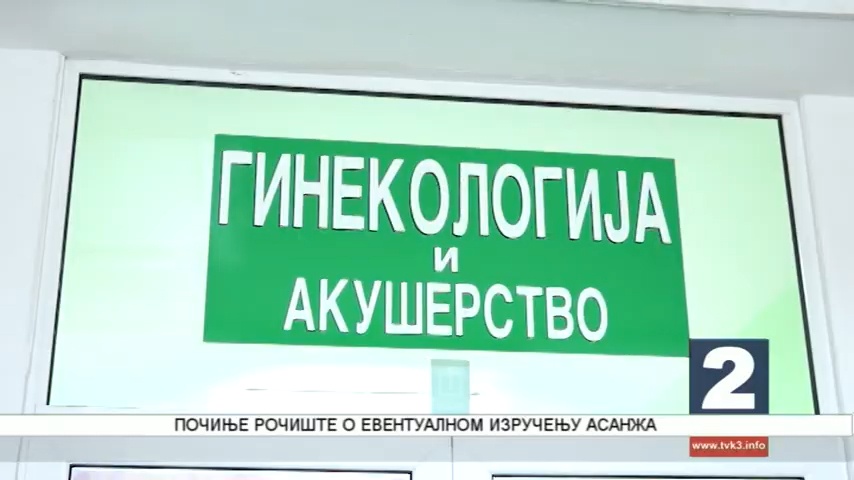 ГИНЕКОЛОГИЈА
и
АКУШЕРСТВО
2
ПОЧИЊЕ РОЧИШТЕ О ЕВЕНТУАЛНОМ ИЗРУЧЕЊУ АСАНЖА
www.tvk3.info